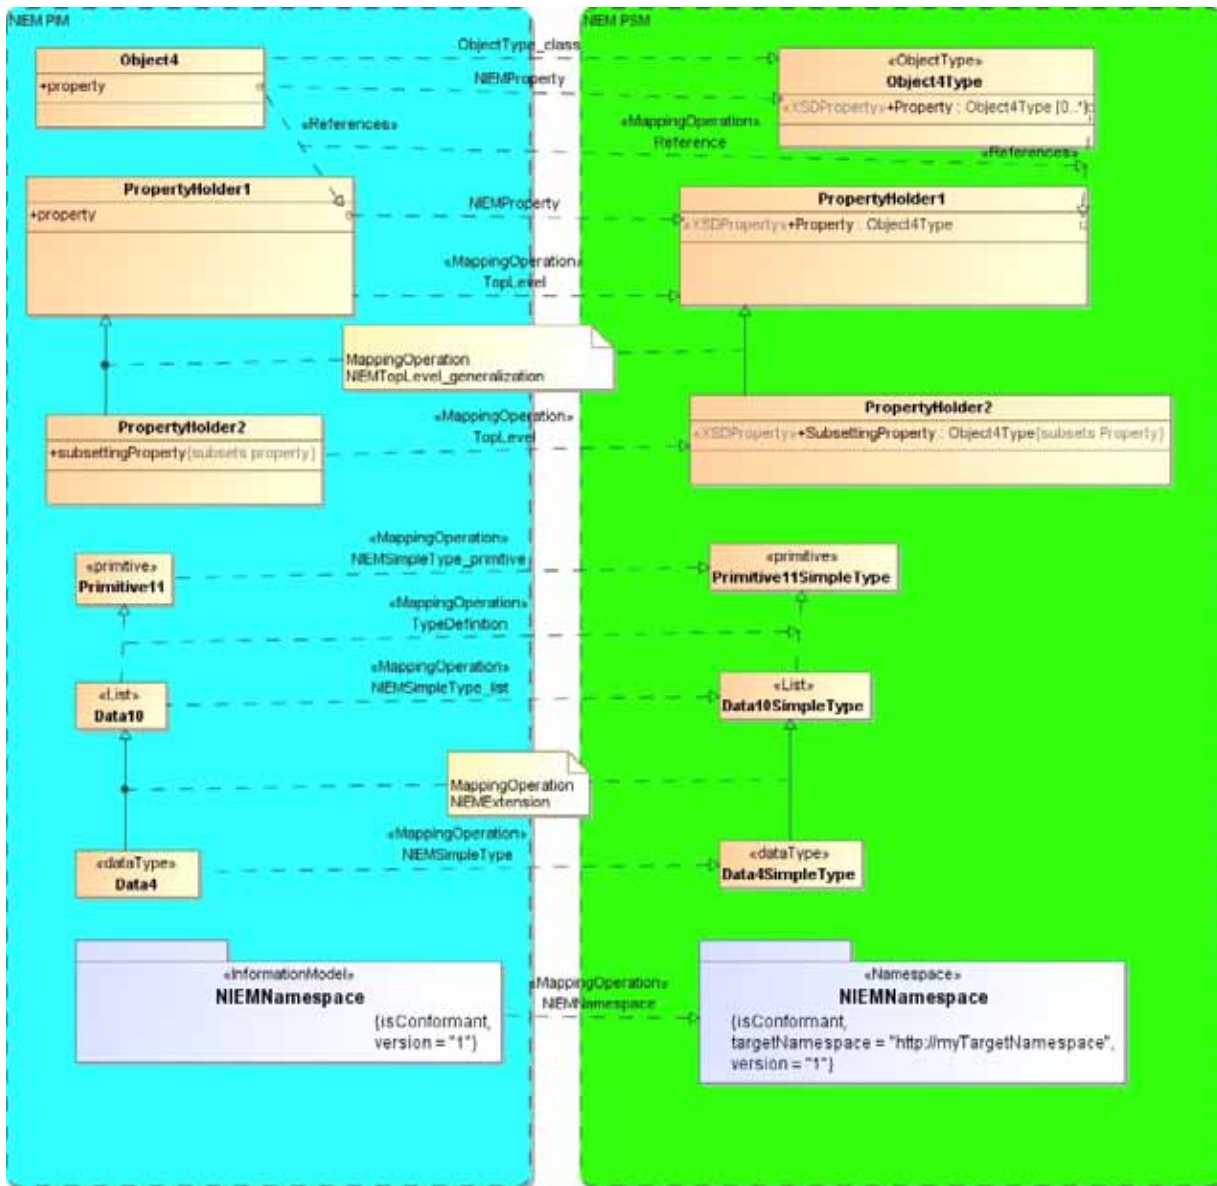 NIEM PIM
NIEM PSM
Object4
+property
ObjectType_class
NIEMProperty
«ObjectType»
Object4Type
«XSDProperty»+Property : Object4Type [0..*]
«References»
«MappingOperation»
Reference
«References»
PropertyHolder1
+property
NIEMProperty
PropertyHolder1
«XSDProperty»+Property : Object4Type
«MappingOperation»
TopLevel
MappingOperation
NIEMTopLevel_generalization
PropertyHolder2
+subsettingProperty{subsets property}
«MappingOperation»
TopLevel
PropertyHolder2
«XSDProperty»+SubsettingProperty : Object4Type{subsets Property}
«primitive»
Primitive11
«MappingOperation»
NIEMSimpleType_primitive
«primitive»
Primitive11SimpleType
«MappingOperation»
TypeDefinition
«List»
Data10
«MappingOperation»
NIEMSimpleType_list
«List»
Data10SimpleType
MappingOperation
NIEMExtension
«dataType»
Data4
«MappingOperation»
NIEMSimpleType
«dataType»
Data4SimpleType
«InformationModel»
NIEMNamespace
{isConformant,
version = "1"}
«MappingOperation»
NIEMNamespace
«Namespace»
NIEMNamespace
{isConformant,
targetNamespace = "http://myTargetNamespace",
version = "1"}